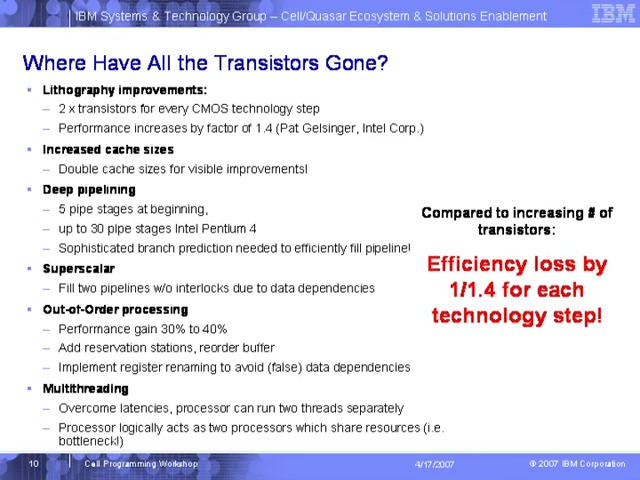 IBM Systems & Technology Group – Cell/Quasar Ecosystem & Solutions Enablement
IBM
Where Have All the Transistors Gone?
▪ Lithography improvements:
– 2 x transistors for every CMOS technology step
– Performance increases by factor of 1.4 (Pat Gelsinger, Intel Corp.)
▪ Increased cache sizes
– Double cache sizes for visible improvements!
▪ Deep pipelining
– 5 pipe stages at beginning,
– up to 30 pipe stages Intel Pentium 4
– Sophisticated branch prediction needed to efficiently fill pipeline!
▪ Superscalar
– Fill two pipelines w/o interlocks due to data dependencies
▪ Out-of-Order processing
– Performance gain 30% to 40%
– Add reservation stations, reorder buffer
– Implement register renaming to avoid (false) data dependencies
▪ Multithreading
– Overcome latencies, processor can run two threads separately
– Processor logically acts as two processors which share resources (i.e.
bottleneck!)
Compared to increasing # of
transistors:
Efficiency loss by
1/1.4 for each
technology step!
10
Cell Programming Workshop
4/17/2007
© 2007 IBM Corporation